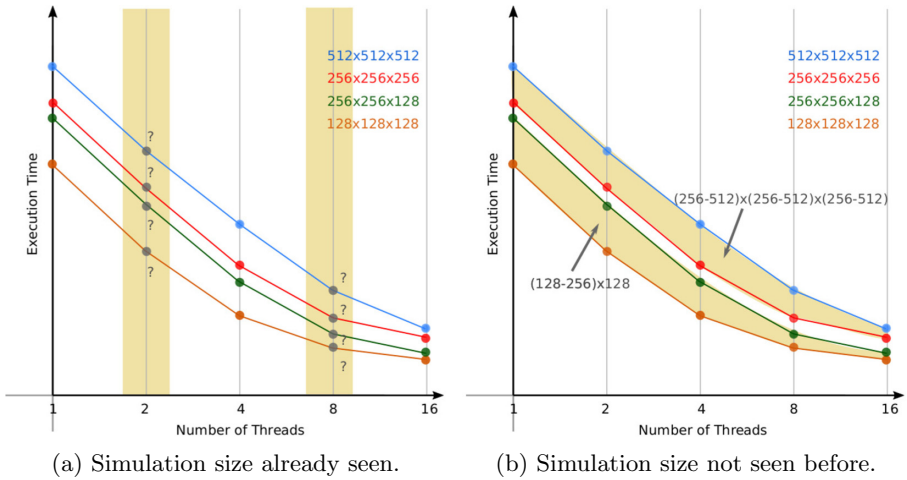 512x512x512
256x256x256
256x256x128
128x128x128
?
?
?
?
?
?
?
?
Execution Time
1 2 4 8 16
Number of Threads
(a) Simulation size already seen.
512x512x512
256x256x256
256x256x128
128x128x128
(256-512)x(256-512)x(256-512)
(128-256)x128
Execution Time
1 2 4 8 16
Number of Threads
(b) Simulation size not seen before.